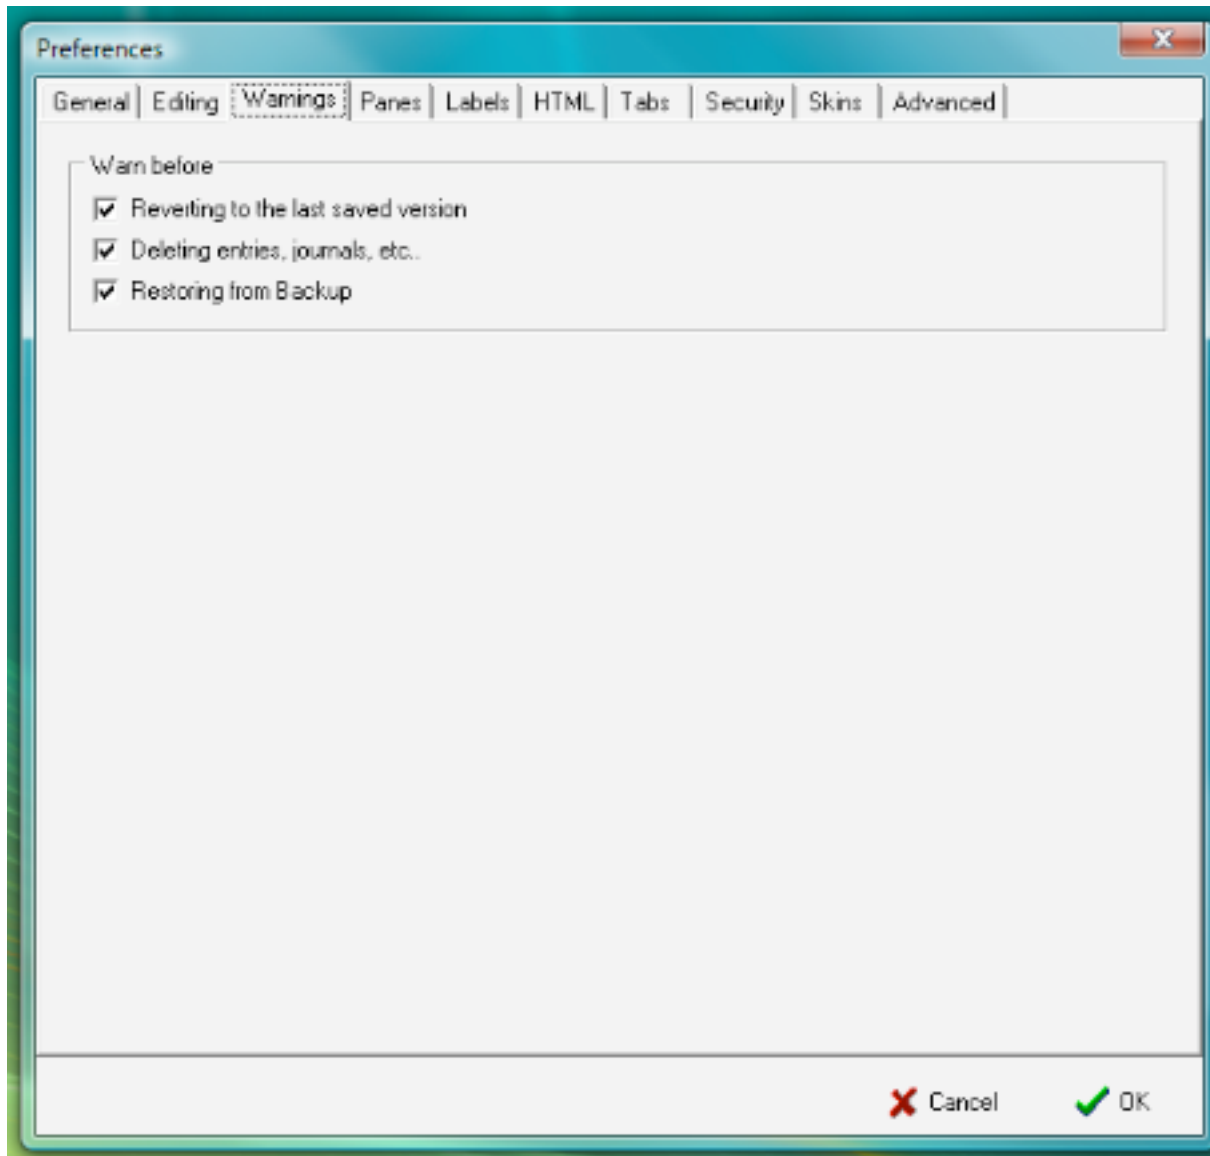 Preferences
General Editing Warnings Panes Labels HTML Tabs Security Skins Advanced
Warn before
Reverting to the last saved version
Deleting entries, journals, etc..
Restoring from Backup
Cancel OK